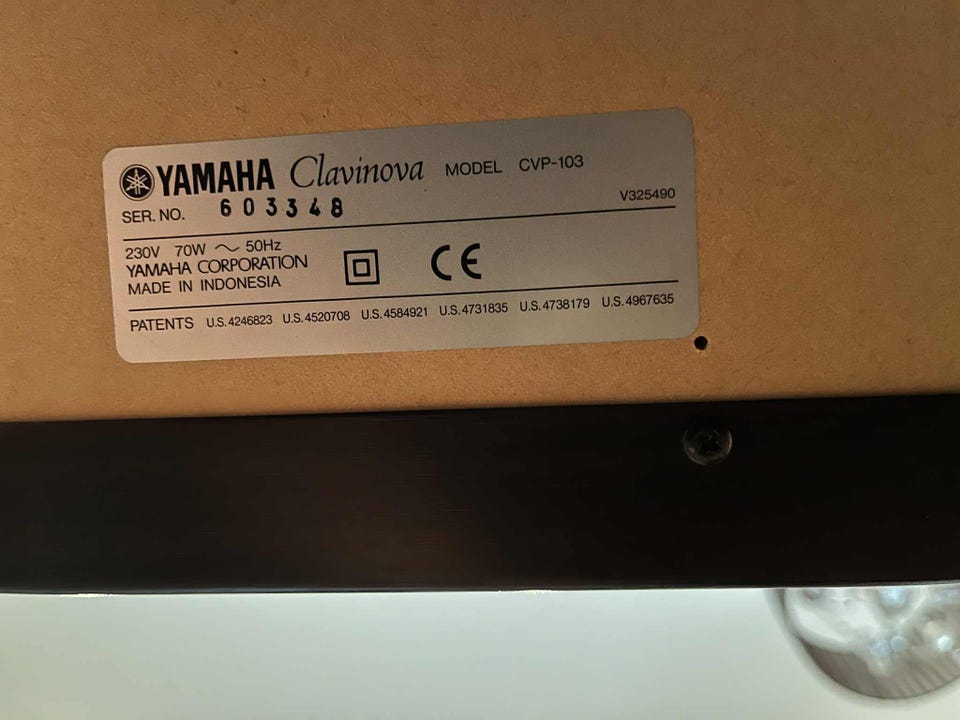 YAMAHA Clavinova MODEL CVP-103
SER. NO. 603348 V325490
230V 70W ~ 50Hz
YAMAHA CORPORATION
MADE IN INDONESIA
CE
PATENTS U.S.4246823 U.S.4520708 U.S.4584921 U.S.4731835 U.S.4738179 U.S.4967635